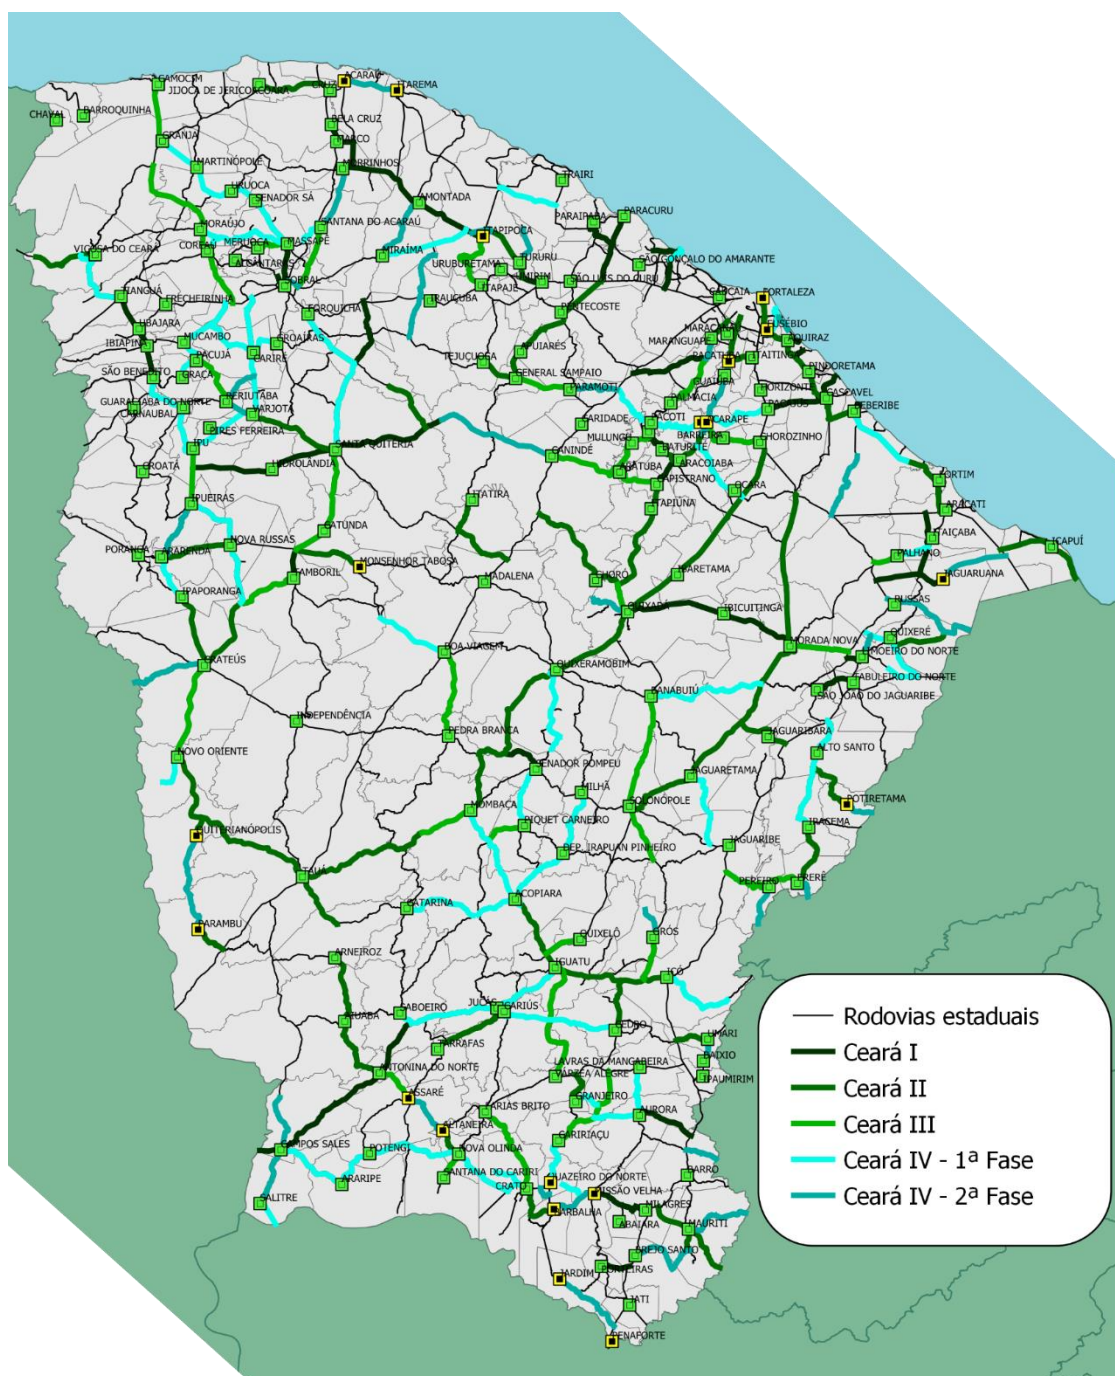 CAMOCIM
JIJOCA DE JERICOACOARA
CRUZ
ACARAÚ
ITAREMA
CHAVAL
BARROQUINHA
BELA CRUZ
MARCO
GRANJA
MORRINHOS
MARTINÓPOLE
URUOCA
SENADOR SÁ
AMONTADA
TRAIRI
PARAIPABA
PARACURU
MORAÚJO
SANTANA DO ACARAÚ
ITAPIPOCA
COREAÚ
MERUOCA
MASSAPÊ
MIRAÍMA
VIÇOSA DO CEARÁ
ALCÂNTARAS
URUBURETAMA
TURURU
UMIRIM
SÃO LUÍS DO CURU
SÃO GONÇALO DO AMARANTE
SOBRAL
ITAPAJÉ
TIANGUÁ
FRECHEIRINHA
IRAUÇUBA
CAUCAIA
FORTALEZA
FORQUILHA
PENTECOSTE
UBAJARA
EUSÉBIO
MARACANAÚ
IBIAPINA
MUCAMBO
GROAÍRAS
MARANGUAPE
AQUIRAZ
PACUJÁ
CARIRÉ
APUIARÉS
TEJUÇUOCA
PACATUBA
ITAITINGA
SÃO BENEDITO
GRAÇA
GENERAL SAMPAIO
GUAIÚBA
PINDORETAMA
PARAMOTI
HORIZONTE
GUARACIABA DO NORTE
RERIUTABA
PALMÁCIA
CASCAVEL
CARNAUBAL
VARJOTA
PACAJUS
BEBERIBE
PIRES FERREIRA
CARIDADE
PACOTI
ACARAPE
MULUNGU
BARREIRA
CHOROZINHO
IPU
SANTA QUITÉRIA
BATURITÉ
CANINDÉ
ARACOIABA
CROATÁ
HIDROLÂNDIA
ARATUBA
CAPISTRANO
FORTIM
IPUEIRAS
ITATIRA
OCARA
ITAPIÚNA
ARACATI
CATUNDA
NOVA RUSSAS
ITAIÇABA
ICAPUÍ
PORANGA
ARARENDÁ
MONSENHOR TABOSA
PALHANO
TAMBORIL
MADALENA
CHORÓ
IBARETAMA
JAGUARUANA
IPAPORANGA
RUSSAS
QUIXADÁ
IBICUITINGA
QUIXERÉ
MORADA NOVA
LIMOEIRO DO NORTE
BOA VIAGEM
CRATEÚS
QUIXERAMOBIM
TABULEIRO DO NORTE
BANABUIÚ
SÃO JOÃO DO JAGUARIBE
INDEPENDÊNCIA
PEDRA BRANCA
JAGUARIBARA
NOVO ORIENTE
ALTO SANTO
SENADOR POMPEU
JAGUARETAMA
MILHÃ
MOMBAÇA
SOLONÓPOLE
POTIRETAMA
PIQUET CARNEIRO
IRACEMA
QUITERIANÓPOLIS
DEP. IRAPUAN PINHEIRO
JAGUARIBE
TAUÁ
PEREIRO
ERERÉ
CATARINA
ACOPIARA
PARAMBU
QUIXELÔ
ORÓS
ARNEIROZ
IGUATU
ICÓ
Rodovias estaduais
Ceará I
Ceará II
Ceará III
Ceará IV - 1ª Fase
Ceará IV - 2ª Fase
JUCÁS
CARIÚS
SABOEIRO
AIUABA
CEDRO
UMARI
TARRAFAS
BAIXIO
LAVRAS DA MANGABEIRA
ANTONINA DO NORTE
VÁRZEA ALEGRE
IPAUMIRIM
ASSARÉ
GRANJEIRO
FARIAS BRITO
AURORA
ALTANEIRA
CARIRIAÇU
CAMPOS SALES
POTENGI
NOVA OLINDA
BARRO
ARARIPE
SANTANA DO CARIRI
JUAZEIRO DO NORTE
CRATO
MISSÃO VELHA
SALITRE
BARBALHA
MILAGRES
ABAIARA
MAURITI
BREJO SANTO
JARDIM
PORTEIRAS
JATI
PENAFORTE